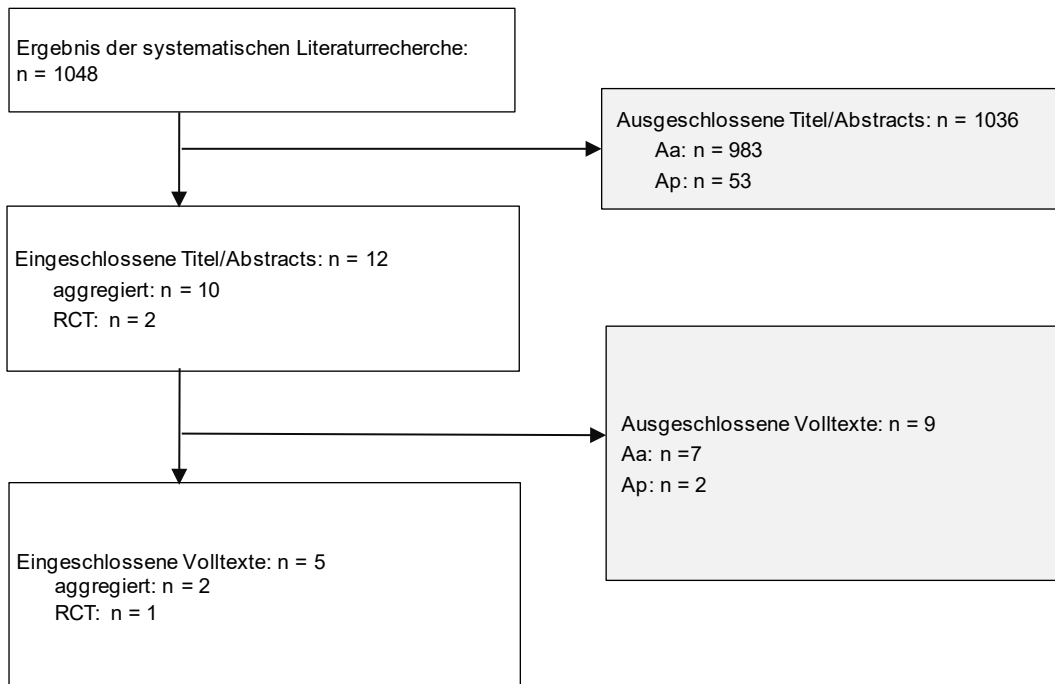 Ergebnis der systematischen Literaturrecherche:
n = 1048
Ausgeschlossene Titel/Abstracts: n = 1036
Aa: n = 983
Ap: n = 53
Eingeschlossene Titel/Abstracts: n = 12
aggregiert: n = 10
RCT: n = 2
Ausgeschlossene Volltexte: n = 9
Aa: n =7
Ap: n = 2
Eingeschlossene Volltexte: n = 5
aggregiert: n = 2
RCT: n = 1